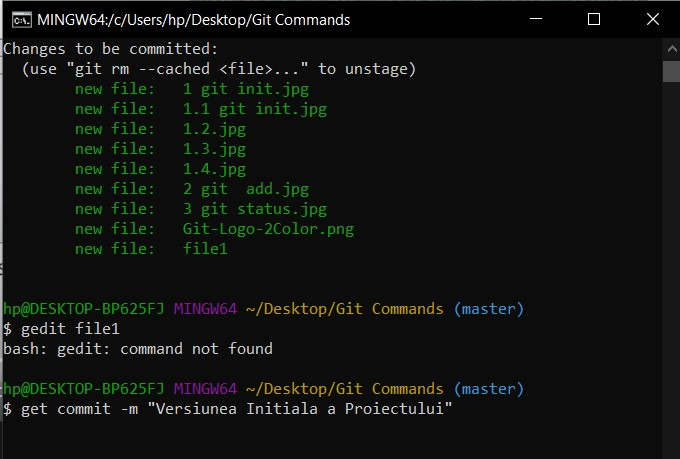 MINGW64:/c/Users/hp/Desktop/Git Commands
Changes to be committed:
  (use "git rm --cached <file>..." to unstage)
        new file:   1 git init.jpg
        new file:   1.1 git init.jpg
        new file:   1.2.jpg
        new file:   1.3.jpg
        new file:   1.4.jpg
        new file:   2 git  add.jpg
        new file:   3 git status.jpg
        new file:   Git-Logo-2Color.png
        new file:   file1
hp@DESKTOP-BP625FJ MINGW64 ~/Desktop/Git Commands (master)
$ gedit file1
bash: gedit: command not found
hp@DESKTOP-BP625FJ MINGW64 ~/Desktop/Git Commands (master)
$ get commit -m "Versiunea Initiala a Proiectului"